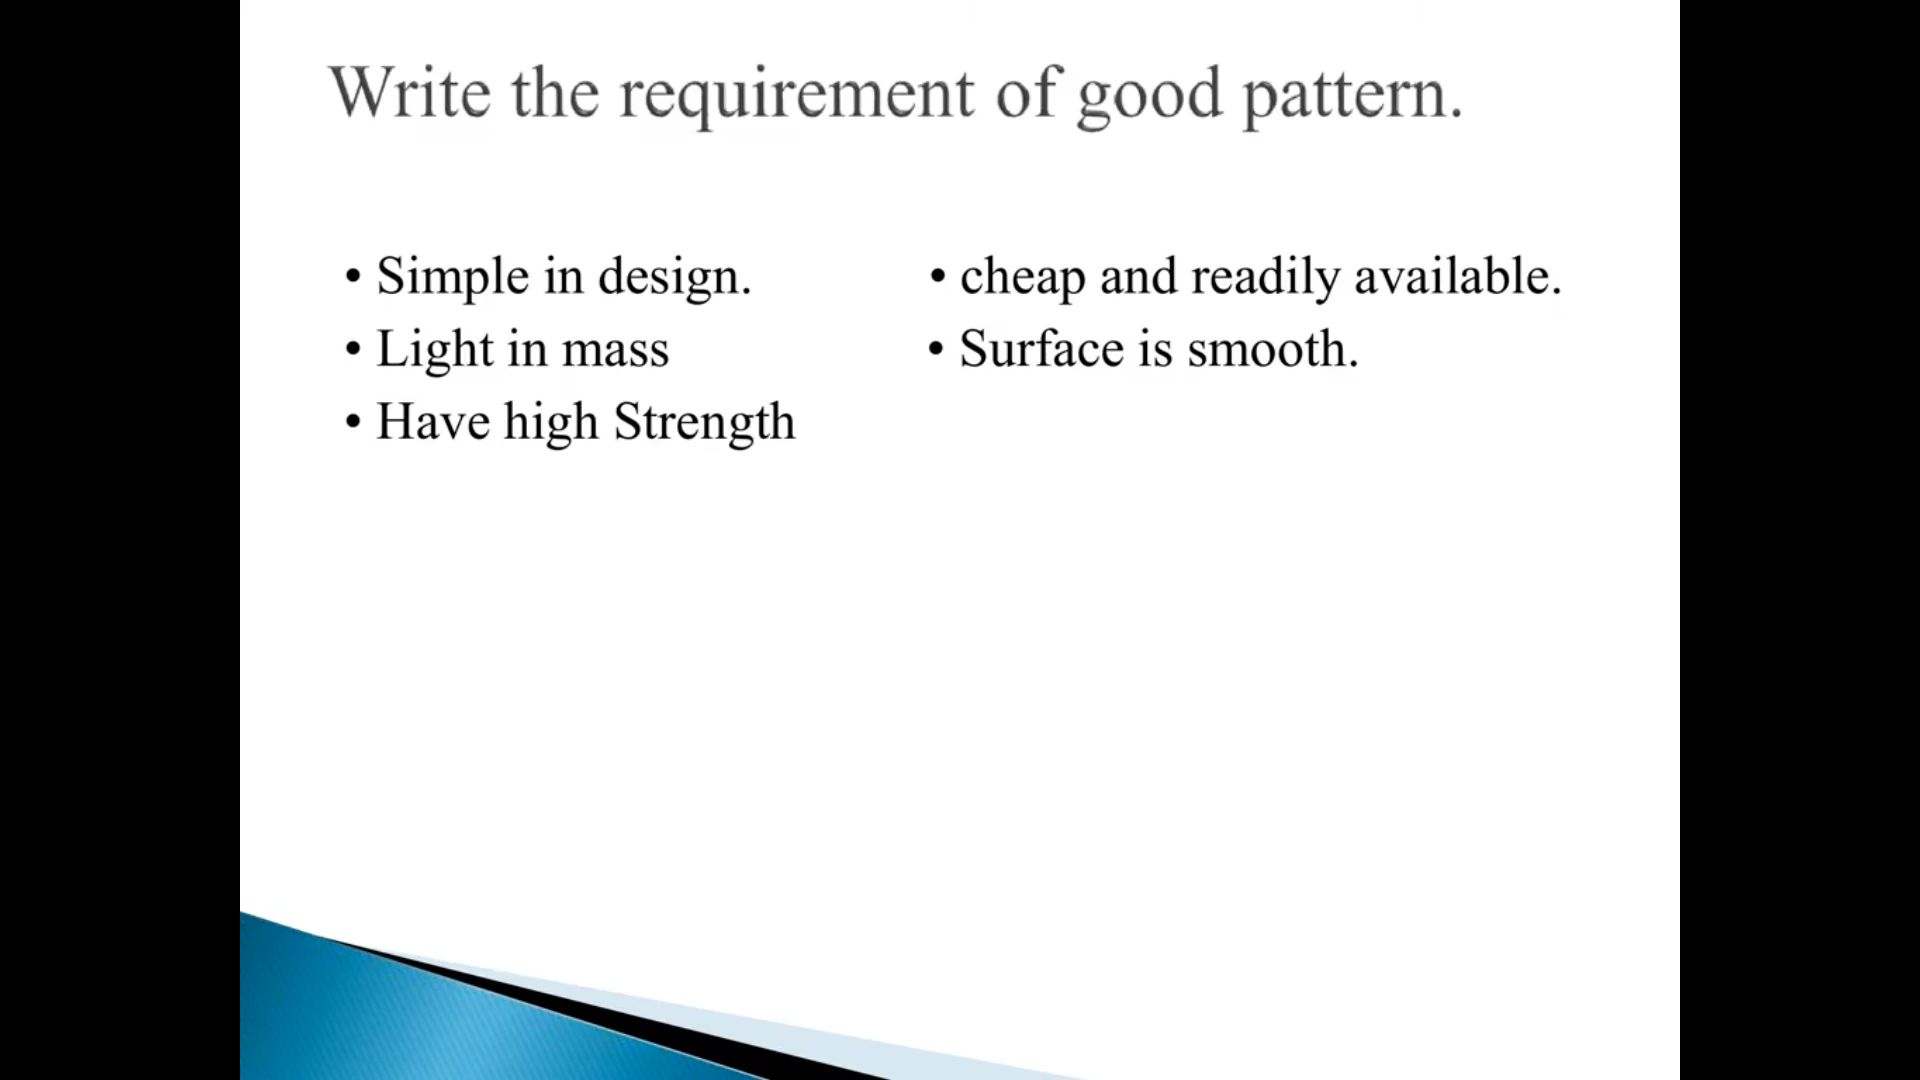 Write the requirement of good pattern.
• Simple in design.
• Light in mass
• Have high Strength
• cheap and readily available.
• Surface is smooth.